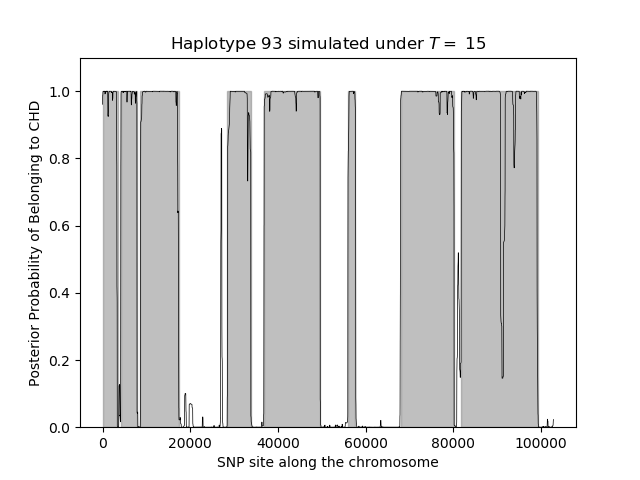 Haplotype 93 simulated under T = 15
Posterior Probability of Belonging to CHD
1.0
0.8
0.6
0.4
0.2
0.0
0 20000 40000 60000 80000 100000
SNP site along the chromosome